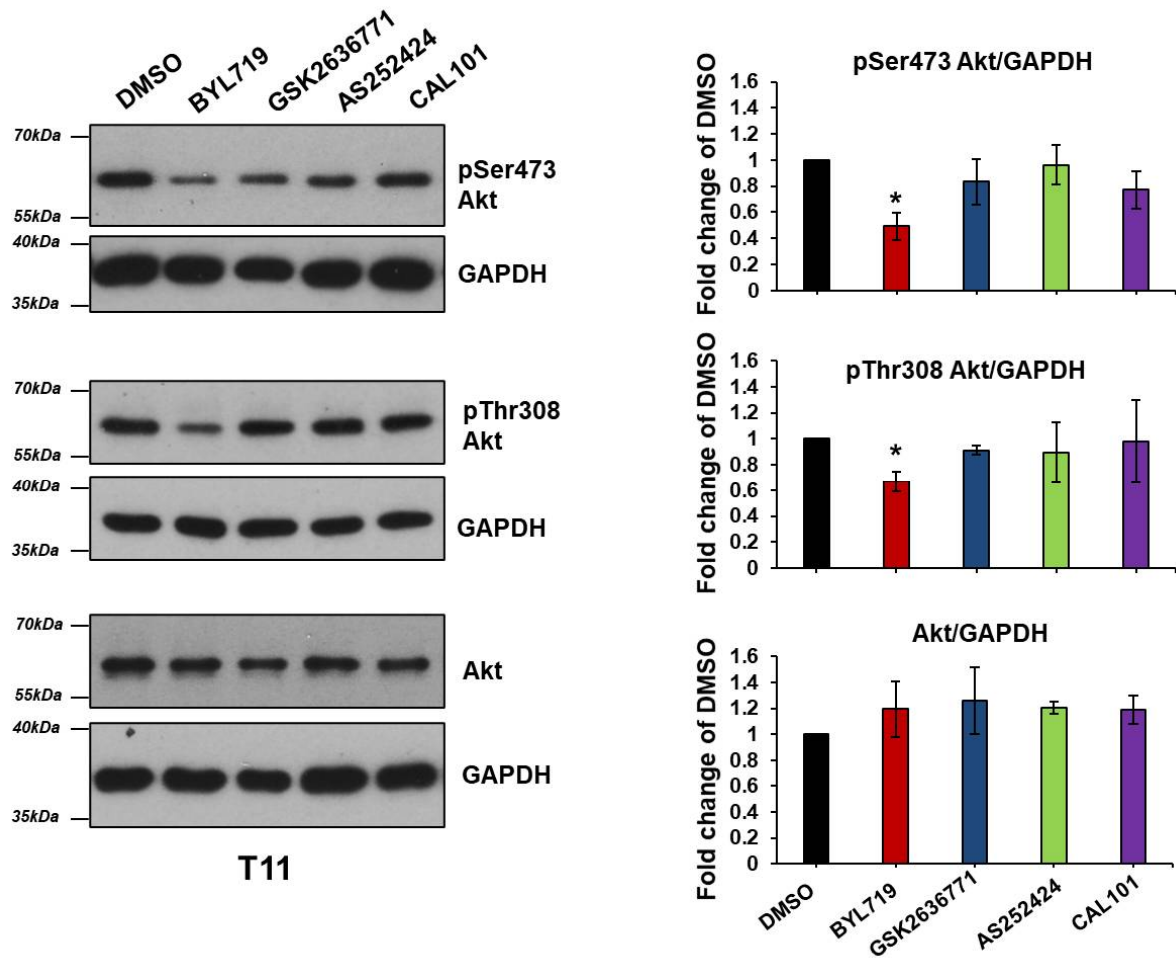 DMSO
BYL719
GSK2636771
AS252424
CAL101
70kDa
55kDa
pSer473
Akt
40kDa
35kDa
GAPDH
70kDa
55kDa
pThr308
Akt
40kDa
35kDa
GAPDH
70kDa
55kDa
Akt
40kDa
35kDa
GAPDH
T11
pSer473 Akt/GAPDH
Fold change of DMSO
1.6
1.4
1.2
1
0.8
0.6
0.4
0.2
0
*
pThr308 Akt/GAPDH
Fold change of DMSO
1.6
1.4
1.2
1
0.8
0.6
0.4
0.2
0
*
Akt/GAPDH
Fold change of DMSO
1.6
1.4
1.2
1
0.8
0.6
0.4
0.2
0
DMSO
BYL719
GSK2636771
AS252424
CAL101